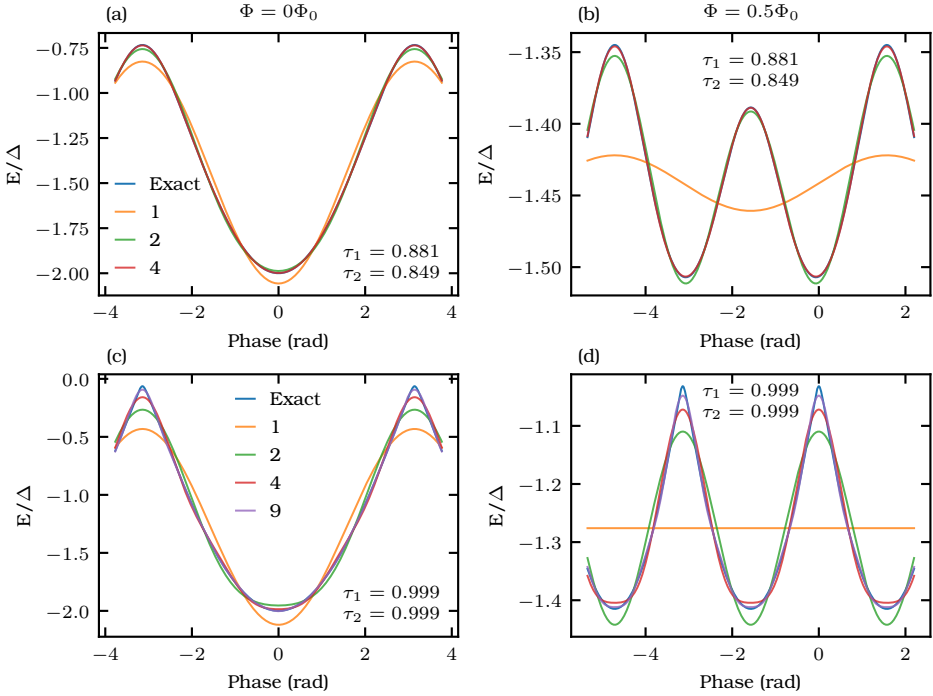 (a)
Φ = 0Φ₀
−0.75
−1.00
−1.25
−1.50
−1.75
−2.00
E/Δ
Exact
1
2
4
τ₁ = 0.881
τ₂ = 0.849
−4 −2 0 2 4
Phase (rad)
(b)
Φ = 0.5Φ₀
−1.35
−1.40
−1.45
−1.50
E/Δ
τ₁ = 0.881
τ₂ = 0.849
−4 −2 0 2
Phase (rad)
(c)
0.0
−0.5
−1.0
−1.5
−2.0
E/Δ
Exact
1
2
4
9
τ₁ = 0.999
τ₂ = 0.999
−4 −2 0 2 4
Phase (rad)
(d)
−1.1
−1.2
−1.3
−1.4
E/Δ
τ₁ = 0.999
τ₂ = 0.999
−4 −2 0 2
Phase (rad)